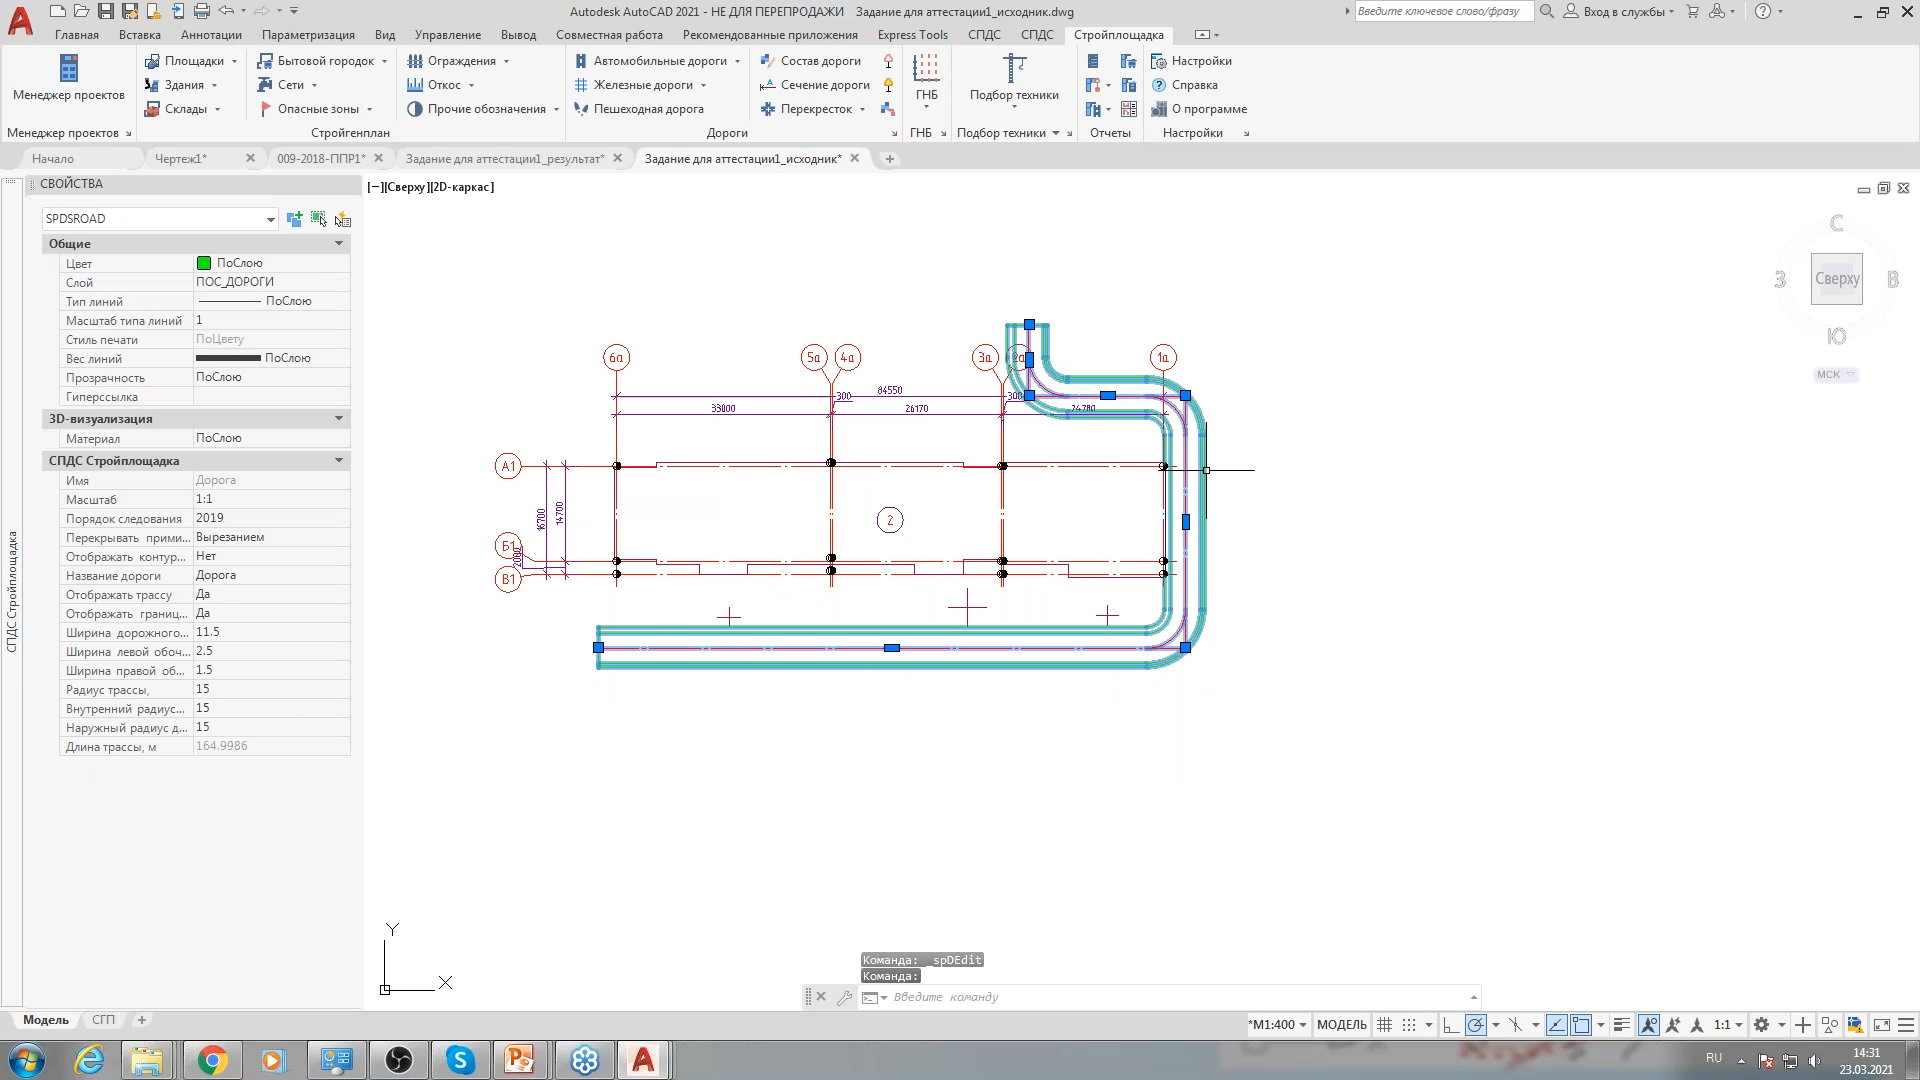 Autodesk AutoCAD 2021 - НЕ ДЛЯ ПЕРЕПРОДАЖИ Задание для аттестации1_исходник.dwg
Введите ключевое слово/фразу
Вход в службы
Главная Вставка Аннотации Параметризация Вид Управление Вывод Совместная работа Рекомендованные приложения Express Tools СПДС СПДС Стройплощадка
Площадки Бытовой городок Ограждения Автомобильные дороги Состав дороги Настройки
Здания Сети Откос Железные дороги Сечение дороги Справка
Менеджер проектов ГНБ Подбор техники
Склады Опасные зоны Прочие обозначения Пешеходная дорога Перекресток О программе
Менеджер проектов Стройгенплан Дороги ГНБ Подбор техники Отчеты Настройки
Начало Чертеж1* 009-2018-ППР1* Задание для аттестации1_результат* Задание для аттестации1_исходник*
СВОЙСТВА
[−][Сверху][2D-каркас]
SPDSROAD
Общие
Цвет ПоСлою
Слой ПОС_ДОРОГИ
Тип линий ПоСлою
Масштаб типа линий 1
Стиль печати ПоЦвету
Вес линий ПоСлою
Прозрачность ПоСлою
Гиперссылка
3D-визуализация
Материал ПоСлою
СПДС Стройплощадка
Имя Дорога
Масштаб 1:1
Порядок следования 2019
Перекрывать прими... Вырезанием
Отображать контур... Нет
Название дороги Дорога
Отображать трассу Да
Отображать границ... Да
Ширина дорожного... 11.5
Ширина левой обоч... 2.5
Ширина правой об... 1.5
Радиус трассы, 15
Внутренний радиус... 15
Наружный радиус д... 15
Длина трассы, м 164.9986
СПДС Стройплощадка
С
З Сверху В
Ю
МСК
6а 5а 4а 3а 2а 1а
84550
300 300
33000 26170 24780
А1
16700 14700
2
Б1
2000
В1
Y
X
Команда: _spDEdit
Команда:
Введите команду
Модель СГП
*М1:400 МОДЕЛЬ 1:1
RU
14:31
23.03.2021